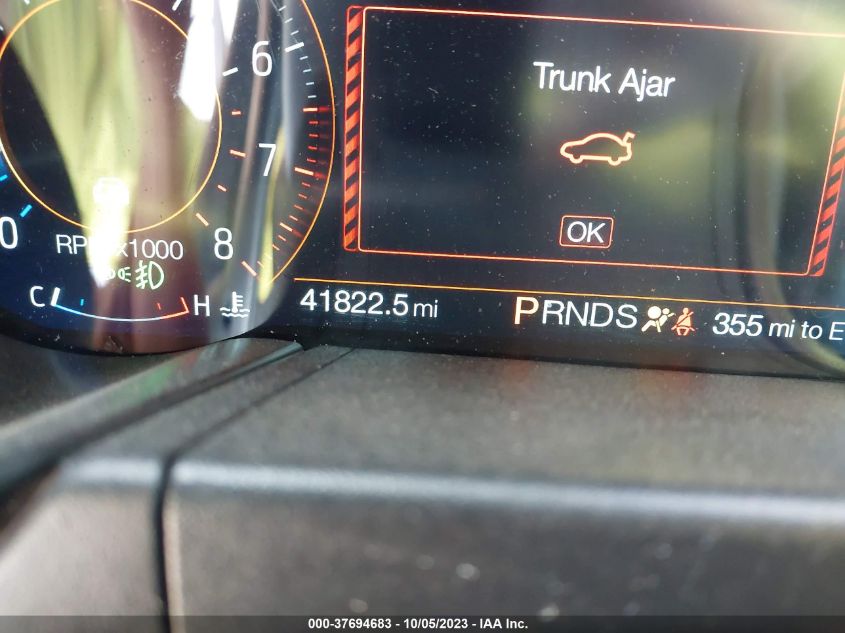 6
Trunk Ajar
7
0
RPM x1000
8
OK
C H
41822.5 mi
PRNDS
355 mi to E
000-37694683 - 10/05/2023 - IAA Inc.